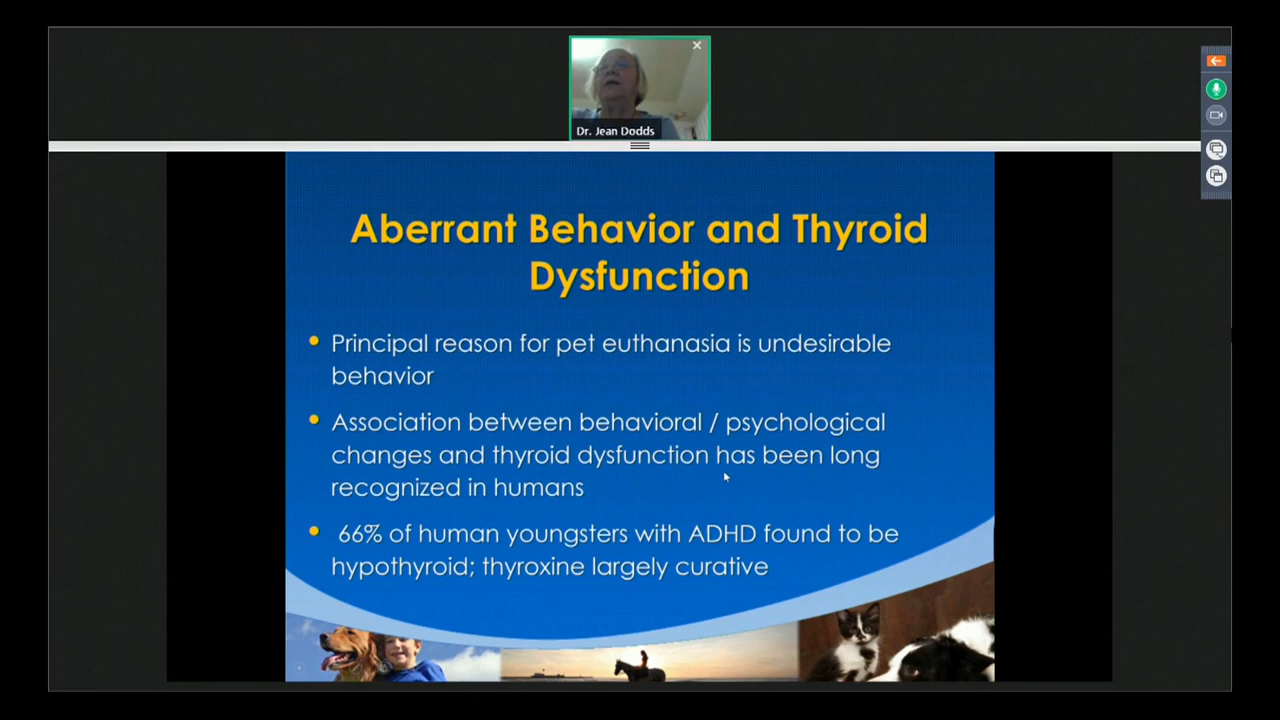 Dr. Jean Dodds
Aberrant Behavior and Thyroid
Dysfunction
• Principal reason for pet euthanasia is undesirable
behavior
• Association between behavioral / psychological
changes and thyroid dysfunction has been long
recognized in humans
• 66% of human youngsters with ADHD found to be
hypothyroid; thyroxine largely curative